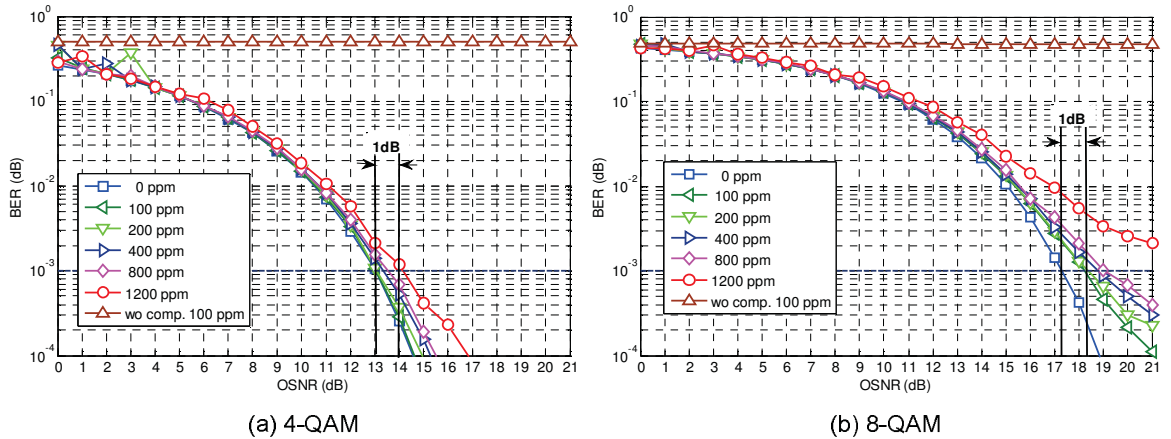 10^0
10^-1
10^-2
10^-3
10^-4
BER (dB)
1dB
0 ppm
100 ppm
200 ppm
400 ppm
800 ppm
1200 ppm
wo comp. 100 ppm
0 1 2 3 4 5 6 7 8 9 10 11 12 13 14 15 16 17 18 19 20 21
OSNR (dB)
(a) 4-QAM
10^0
10^-1
10^-2
10^-3
10^-4
BER (dB)
1dB
0 ppm
100 ppm
200 ppm
400 ppm
800 ppm
1200 ppm
wo comp. 100 ppm
0 1 2 3 4 5 6 7 8 9 10 11 12 13 14 15 16 17 18 19 20 21
OSNR (dB)
(b) 8-QAM